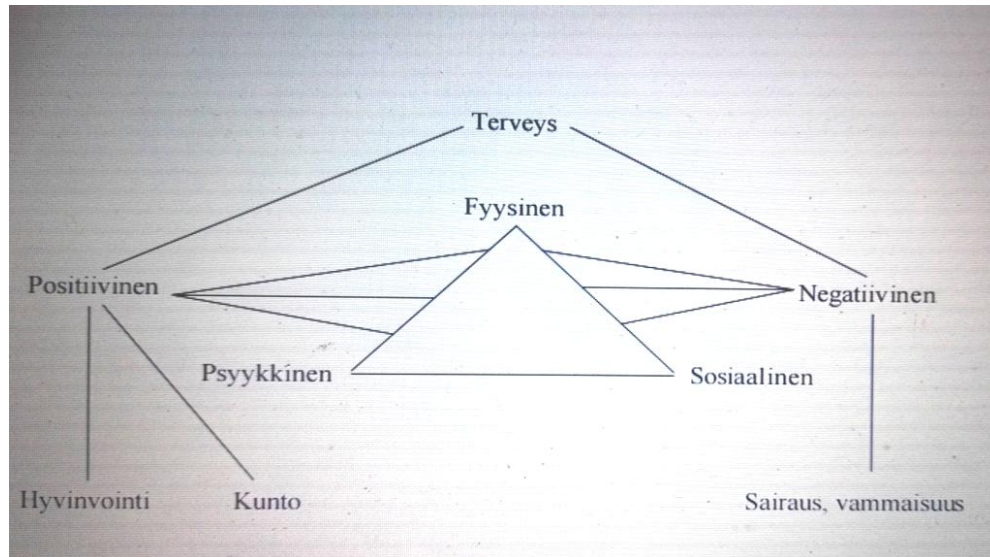 Terveys
Fyysinen
Positiivinen
Negatiivinen
Psyykkinen
Sosiaalinen
Hyvinvointi
Kunto
Sairaus, vammaisuus